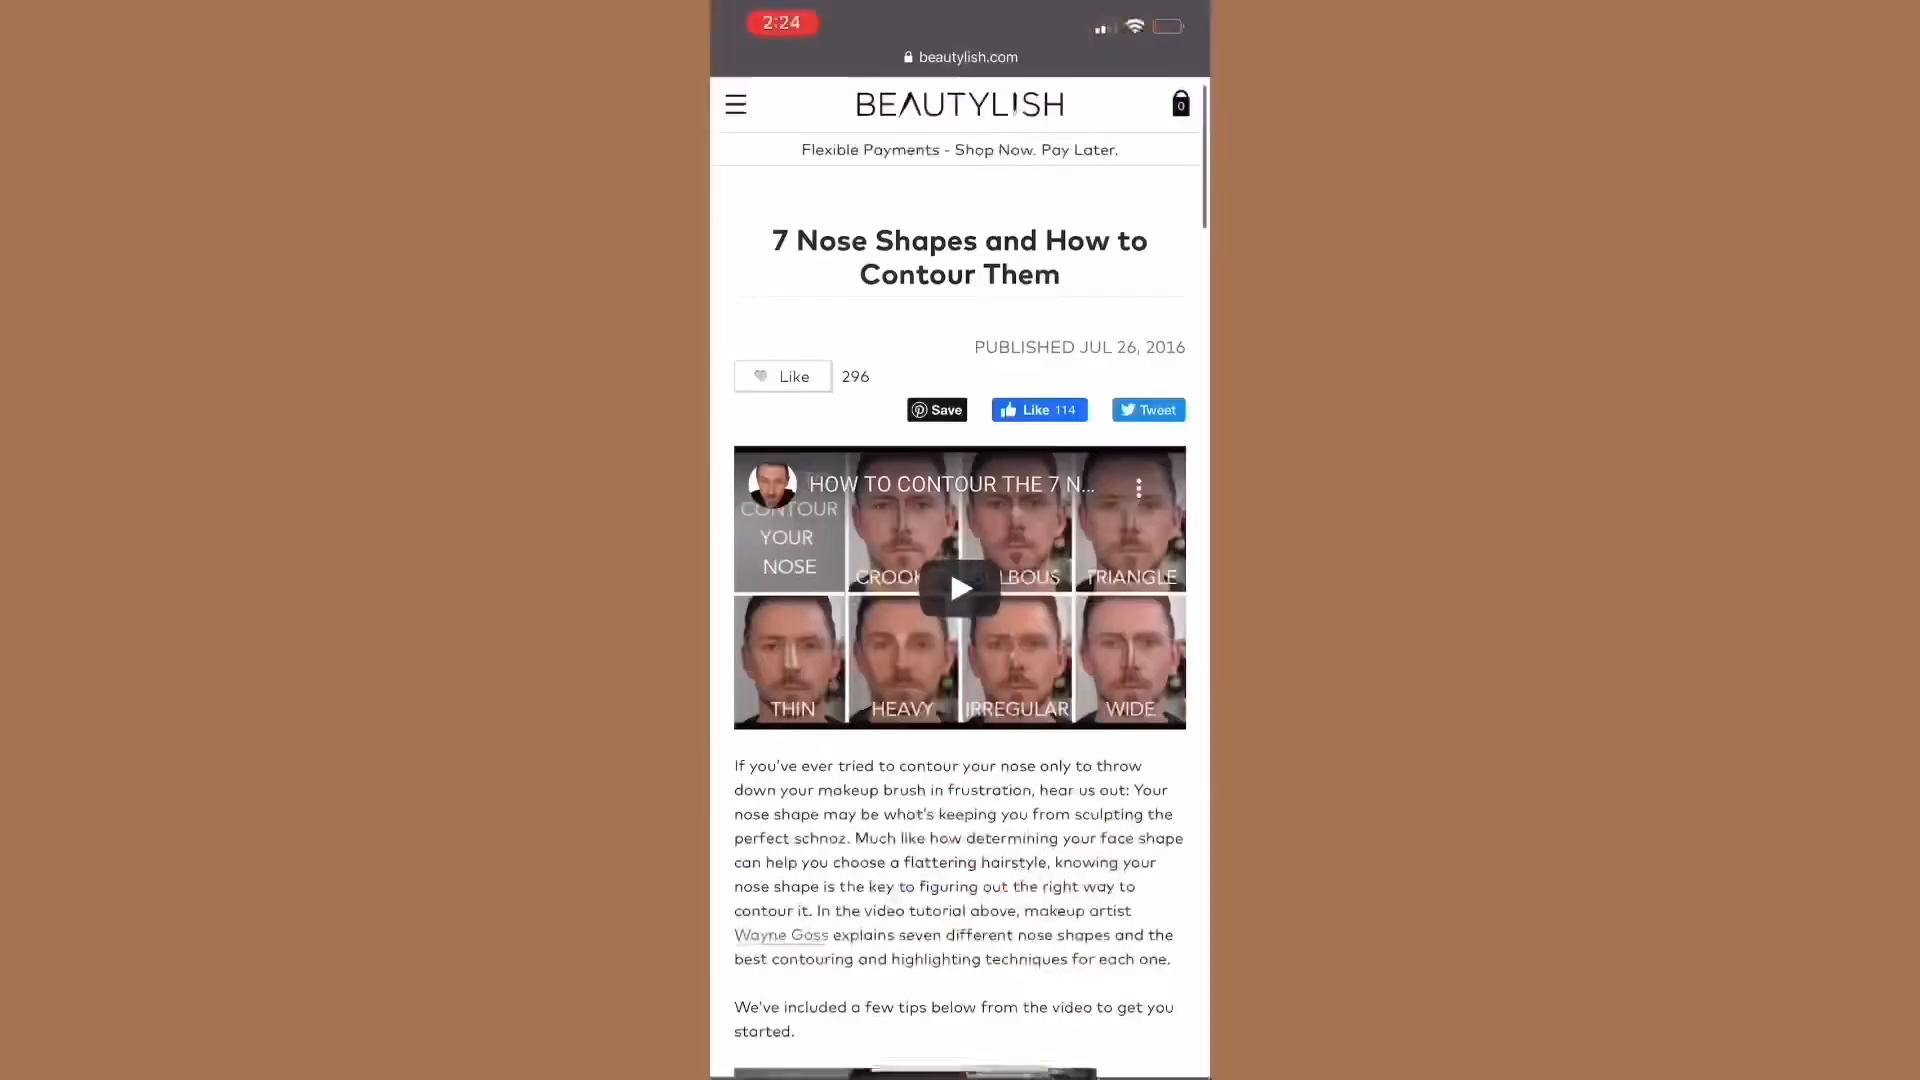 2:24
beautylish.com
BEAUTYLISH
0
Flexible Payments - Shop Now. Pay Later.
7 Nose Shapes and How to
Contour Them
PUBLISHED JUL 26, 2016
Like 296
Save Like 114 Tweet
HOW TO CONTOUR THE 7 N...
CONTOUR
YOUR
NOSE
TRIANGLE
THIN HEAVY IRREGULAR WIDE
If you've ever tried to contour your nose only to throw
down your makeup brush in frustration, hear us out: Your
nose shape may be what's keeping you from sculpting the
perfect schnoz. Much like how determining your face shape
can help you choose a flattering hairstyle, knowing your
nose shape is the key to figuring out the right way to
contour it. In the video tutorial above, makeup artist
Wayne Goss explains seven different nose shapes and the
best contouring and highlighting techniques for each one.
We've included a few tips below from the video to get you
started.